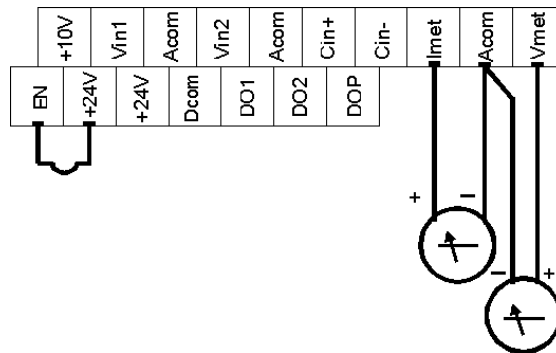 +10V Vin1 Acom Vin2 Acom Cin+ Cin- Imet Acom Vmet
EN +24V +24V Dcom DO1 DO2 DOP
+ −
− +